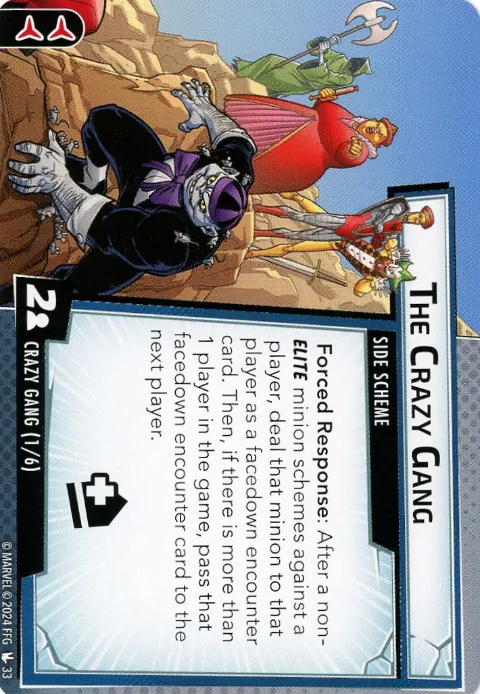 THE CRAZY GANG
SIDE SCHEME
Forced Response: After a non-
ELITE minion schemes against a
player, deal that minion to that
player as a facedown encounter
card. Then, if there is more than
1 player in the game, pass that
facedown encounter card to the
next player.
2
CRAZY GANG (1/6)
© MARVEL © 2024 FFG 33